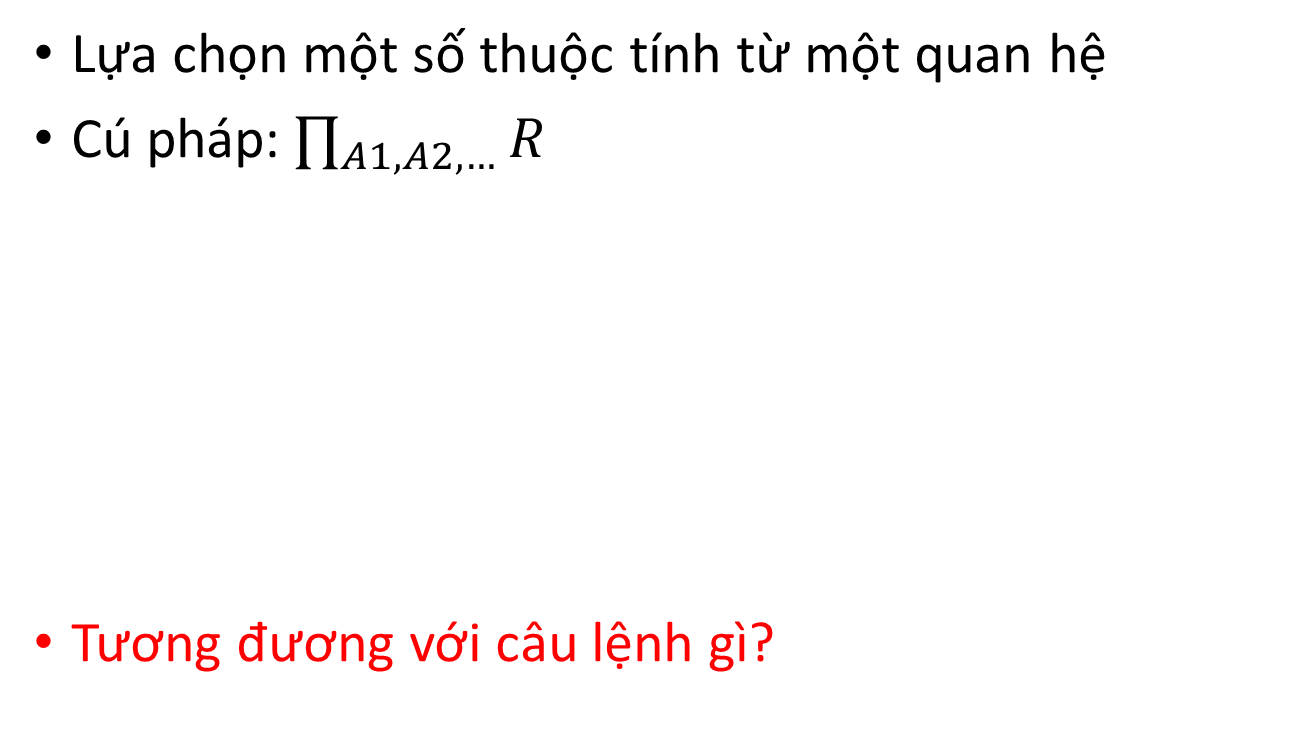 • Lựa chọn một số thuộc tính từ một quan hệ
• Cú pháp: ∏A1,A2,… R
• Tương đương với câu lệnh gì?